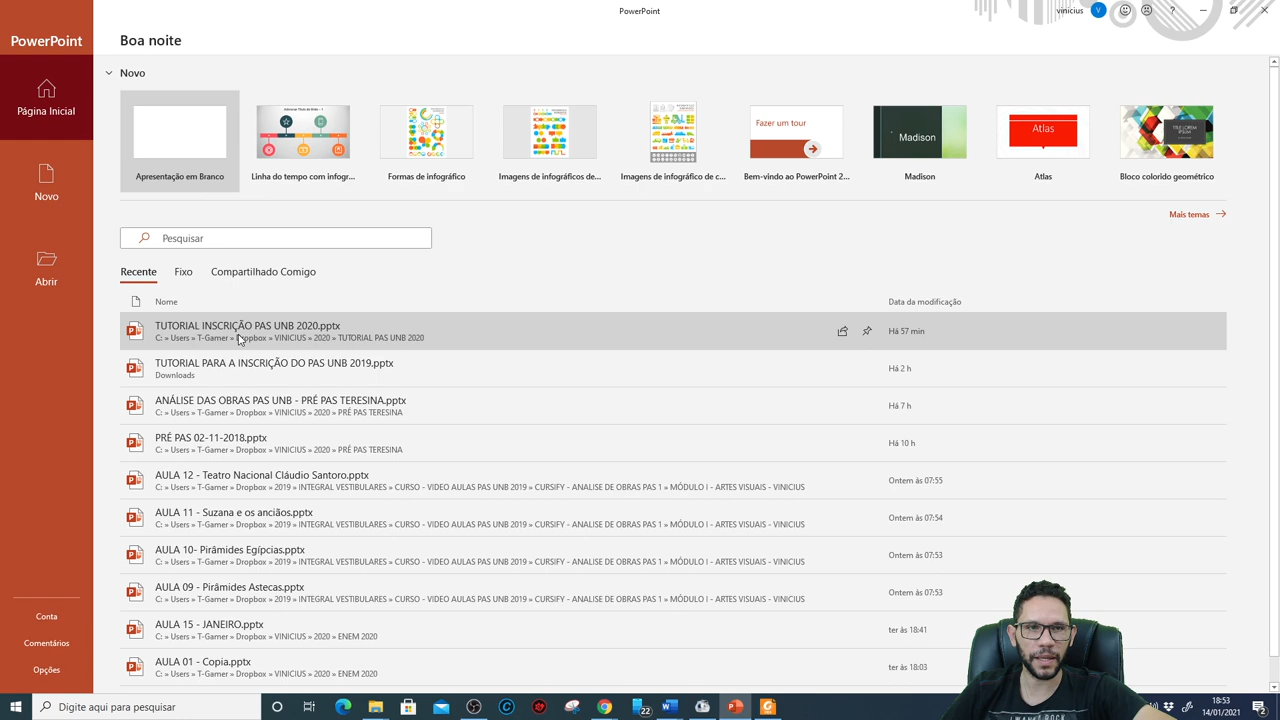 PowerPoint
vinicius
V
?
PowerPoint
Boa noite
Página Inicial
Novo
Abrir
Novo
Fazer um tour
Madison
Atlas
Apresentação em Branco
Linha do tempo com infogr...
Formas de infográfico
Imagens de infográficos de...
Imagens de infográfico de c...
Bem-vindo ao PowerPoint 2...
Madison
Atlas
Bloco colorido geométrico
Mais temas
Pesquisar
Recente Fixo Compartilhado Comigo
Nome Data da modificação
TUTORIAL INSCRIÇÃO PAS UNB 2020.pptx
C: » Users » T-Gamer » Dropbox » VINICIUS » 2020 » TUTORIAL PAS UNB 2020
Há 57 min
TUTORIAL PARA A INSCRIÇÃO DO PAS UNB 2019.pptx
Downloads
Há 2 h
ANÁLISE DAS OBRAS PAS UNB - PRÉ PAS TERESINA.pptx
C: » Users » T-Gamer » Dropbox » VINICIUS » 2020 » PRÉ PAS TERESINA
Há 7 h
PRÉ PAS 02-11-2018.pptx
C: » Users » T-Gamer » Dropbox » VINICIUS » 2020 » PRÉ PAS TERESINA
Há 10 h
AULA 12 - Teatro Nacional Cláudio Santoro.pptx
C: » Users » T-Gamer » Dropbox » 2019 » INTEGRAL VESTIBULARES » CURSO - VIDEO AULAS PAS UNB 2019 » CURSIFY - ANALISE DE OBRAS PAS 1 » MÓDULO I - ARTES VISUAIS - VINICIUS
Ontem às 07:55
AULA 11 - Suzana e os anciãos.pptx
C: » Users » T-Gamer » Dropbox » 2019 » INTEGRAL VESTIBULARES » CURSO - VIDEO AULAS PAS UNB 2019 » CURSIFY - ANALISE DE OBRAS PAS 1 » MÓDULO I - ARTES VISUAIS - VINICIUS
Ontem às 07:54
AULA 10- Pirâmides Egípcias.pptx
C: » Users » T-Gamer » Dropbox » 2019 » INTEGRAL VESTIBULARES » CURSO - VIDEO AULAS PAS UNB 2019 » CURSIFY - ANALISE DE OBRAS PAS 1 » MÓDULO I - ARTES VISUAIS - VINICIUS
Ontem às 07:53
AULA 09 - Pirâmides Astecas.pptx
C: » Users » T-Gamer » Dropbox » 2019 » INTEGRAL VESTIBULARES » CURSO - VIDEO AULAS PAS UNB 2019 » CURSIFY - ANALISE DE OBRAS PAS 1 » MÓDULO I - ARTES VISUAIS - VINICIUS
Ontem às 07:53
AULA 15 - JANEIRO.pptx
C: » Users » T-Gamer » Dropbox » VINICIUS » 2020 » ENEM 2020
ter às 18:41
AULA 01 - Copia.pptx
C: » Users » T-Gamer » Dropbox » VINICIUS » 2020 » ENEM 2020
ter às 18:03
Conta
Comentários
Opções
Digite aqui para pesquisar
22
18:53
14/01/2021